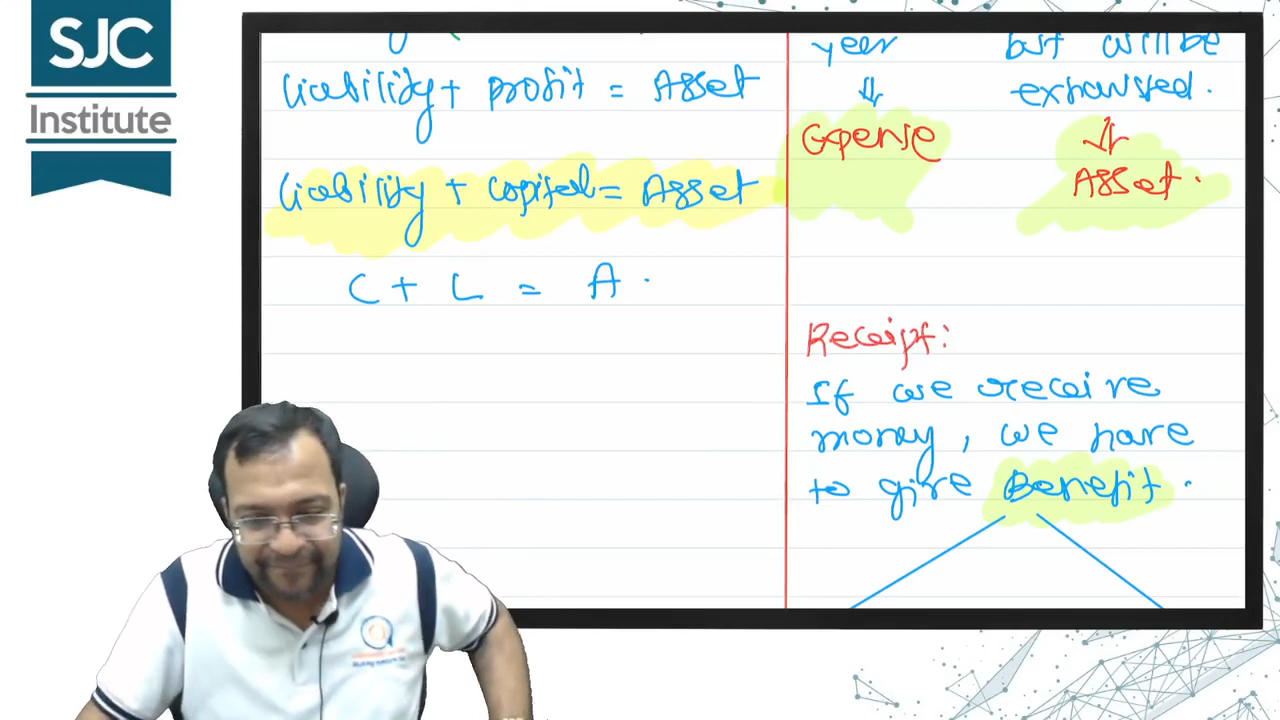 SJC
Institute
Liability + profit = Asset
Liability + capital = Asset
C + L = A .
year
Expense
but will be
exhausted.
Asset.
Receipt:
If we receive
money, we have
to give Benefit.